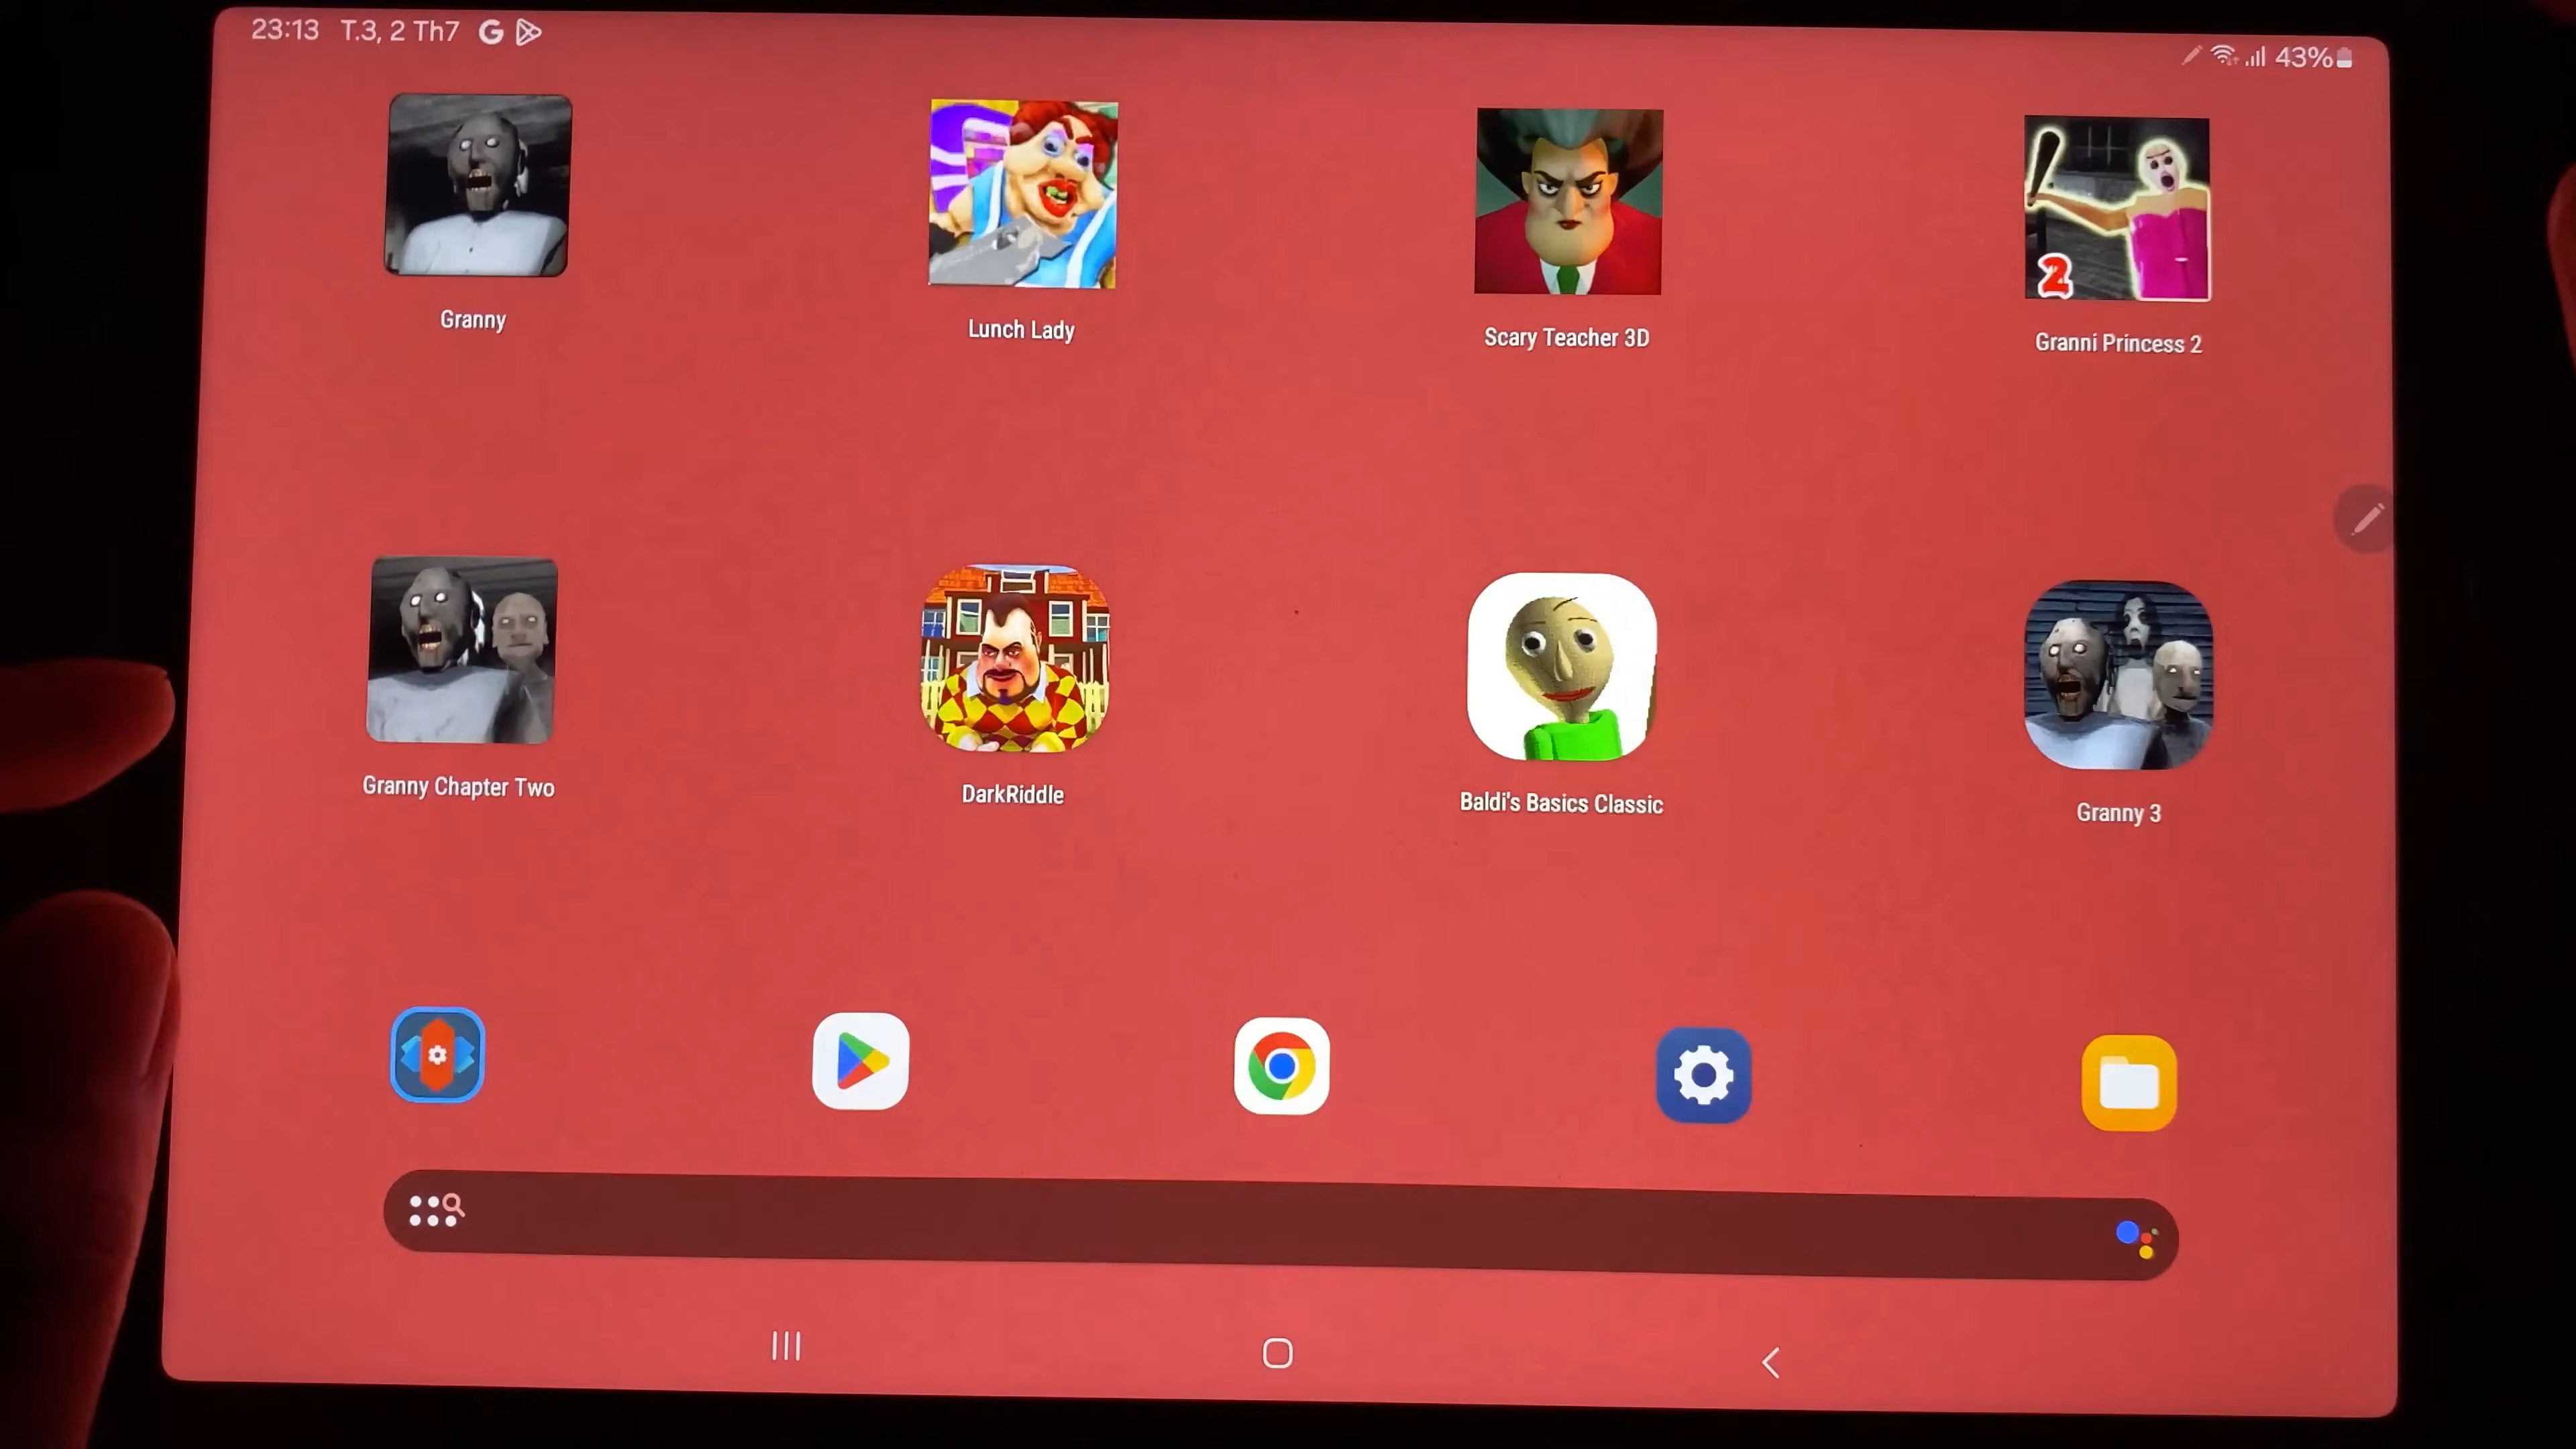 23:13 T.3, 2 Th7 G
43%
Granny
Lunch Lady
Scary Teacher 3D
2
Granni Princess 2
Granny Chapter Two
DarkRiddle
Baldi's Basics Classic
Granny 3